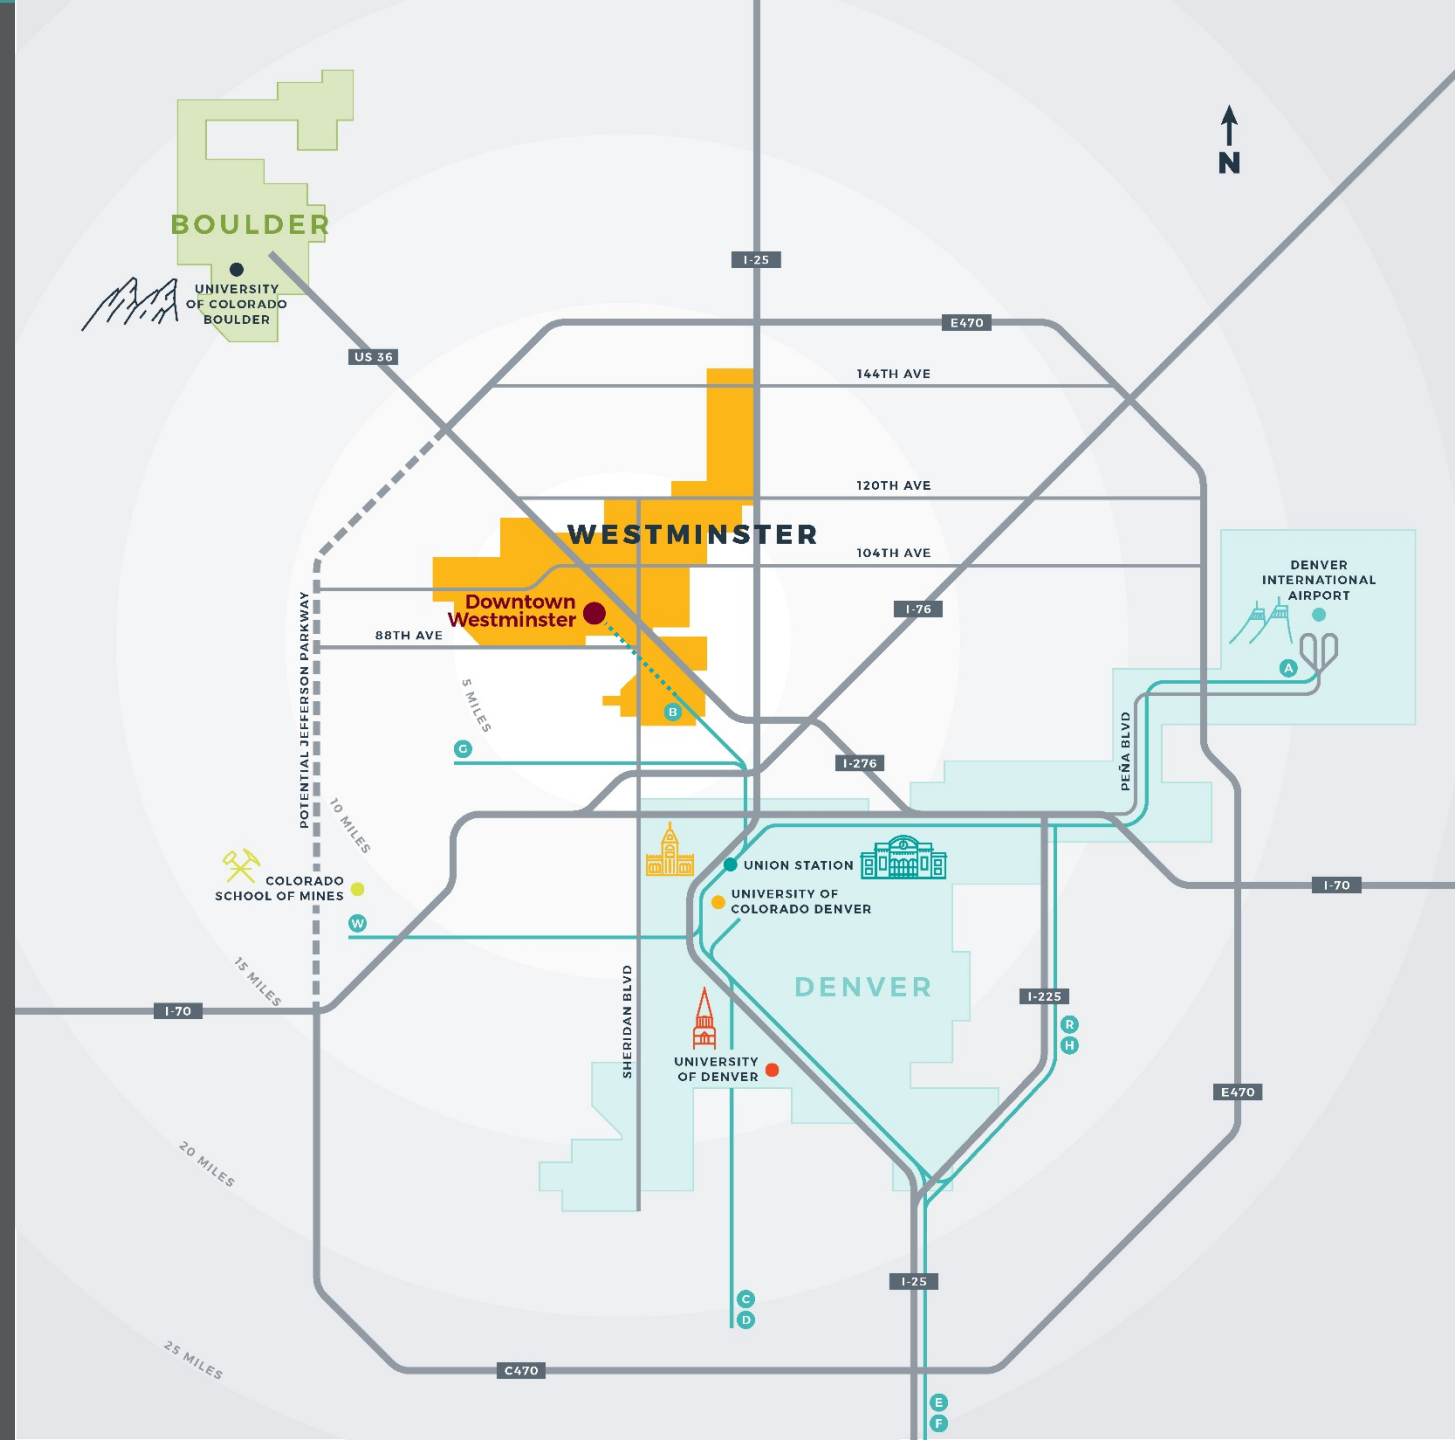 N
BOULDER
I-25
UNIVERSITY
OF COLORADO
BOULDER
E470
US 36
144TH AVE
120TH AVE
WESTMINSTER
104TH AVE
DENVER
INTERNATIONAL
AIRPORT
Downtown
Westminster
I-76
88TH AVE
A
POTENTIAL JEFFERSON PARKWAY
5 MILES
B
PEÑA BLVD
G
I-276
10 MILES
UNION STATION
COLORADO
SCHOOL OF MINES
UNIVERSITY OF
COLORADO DENVER
I-70
W
15 MILES
DENVER
SHERIDAN BLVD
I-225
I-70
R
H
UNIVERSITY
OF DENVER
E470
20 MILES
I-25
C
D
25 MILES
C470
E
F